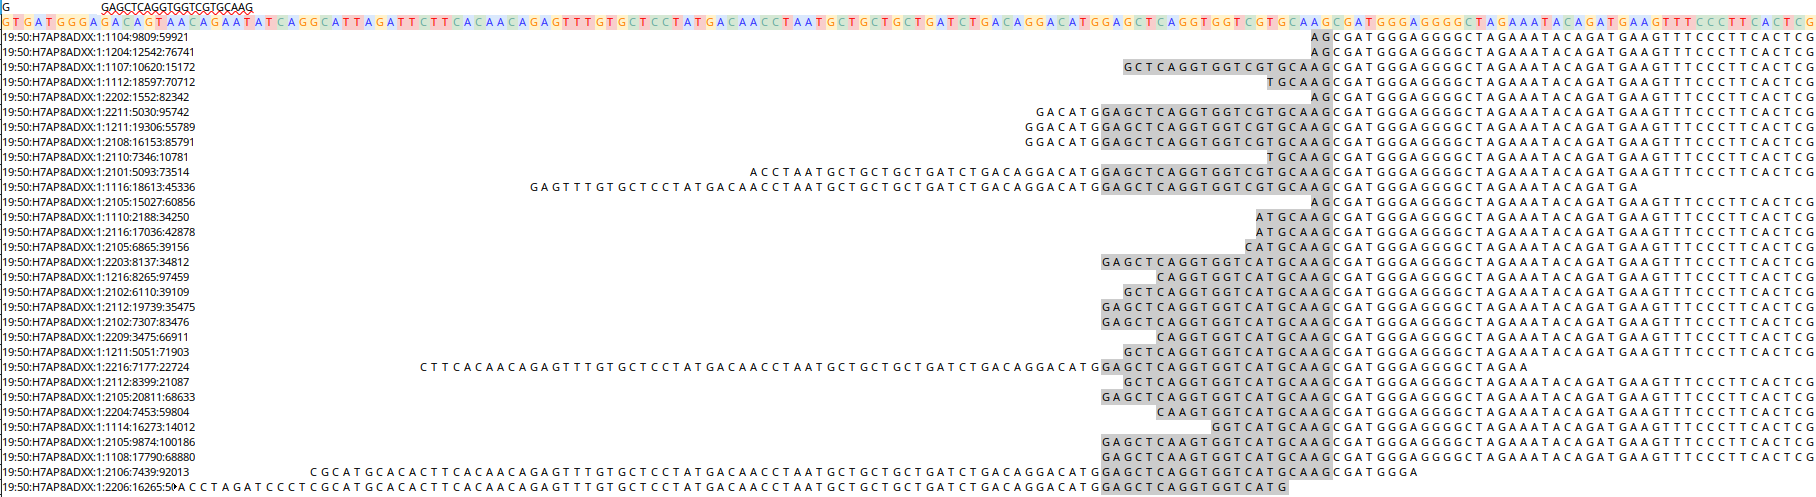 G GAGCTCAGGTGGTCGTGCAAG
GTGATGGGAGACAGTAACAGAATATCAGGCATTAGATTCTTCACAACAGAGTTTGTGCTCCTATGACAACCTAATGCTGCTGCTGATCTGACAGGACATGGAGCTCAGGTGGTCGTGCAAGCGATGGGAGGGGCTAGAAATACAGATGAAGTTTCCCTTCACTCG
19:50:H7AP8ADXX:1:1104:9809:59921 AGCGATGGGAGGGGCTAGAAATACAGATGAAGTTTCCCTTCACTCG
19:50:H7AP8ADXX:1:1204:12542:76741 AGCGATGGGAGGGGCTAGAAATACAGATGAAGTTTCCCTTCACTCG
19:50:H7AP8ADXX:1:1107:10620:15172 GCTCAGGTGGTCGTGCAAGCGATGGGAGGGGCTAGAAATACAGATGAAGTTTCCCTTCACTCG
19:50:H7AP8ADXX:1:1112:18597:70712 TGCAAGCGATGGGAGGGGCTAGAAATACAGATGAAGTTTCCCTTCACTCG
19:50:H7AP8ADXX:1:2202:1552:82342 AGCGATGGGAGGGGCTAGAAATACAGATGAAGTTTCCCTTCACTCG
19:50:H7AP8ADXX:1:2211:5030:95742 GACATGGAGCTCAGGTGGTCGTGCAAGCGATGGGAGGGGCTAGAAATACAGATGAAGTTTCCCTTCACTCG
19:50:H7AP8ADXX:1:1211:19306:55789 GGACATGGAGCTCAGGTGGTCGTGCAAGCGATGGGAGGGGCTAGAAATACAGATGAAGTTTCCCTTCACTCG
19:50:H7AP8ADXX:1:2108:16153:85791 GGACATGGAGCTCAGGTGGTCGTGCAAGCGATGGGAGGGGCTAGAAATACAGATGAAGTTTCCCTTCACTCG
19:50:H7AP8ADXX:1:2110:7346:10781 TGCAAGCGATGGGAGGGGCTAGAAATACAGATGAAGTTTCCCTTCACTCG
19:50:H7AP8ADXX:1:2101:5093:73514 ACCTAATGCTGCTGCTGATCTGACAGGACATGGAGCTCAGGTGGTCGTGCAAGCGATGGGAGGGGCTAGAAATACAGATGAAGTTTCCCTTCACTCG
19:50:H7AP8ADXX:1:1116:18613:45336 GAGTTTGTGCTCCTATGACAACCTAATGCTGCTGCTGATCTGACAGGACATGGAGCTCAGGTGGTCGTGCAAGCGATGGGAGGGGCTAGAAATACAGATGA
19:50:H7AP8ADXX:1:2105:15027:60856 AGCGATGGGAGGGGCTAGAAATACAGATGAAGTTTCCCTTCACTCG
19:50:H7AP8ADXX:1:1110:2188:34250 ATGCAAGCGATGGGAGGGGCTAGAAATACAGATGAAGTTTCCCTTCACTCG
19:50:H7AP8ADXX:1:2116:17036:42878 ATGCAAGCGATGGGAGGGGCTAGAAATACAGATGAAGTTTCCCTTCACTCG
19:50:H7AP8ADXX:1:2105:6865:39156 CATGCAAGCGATGGGAGGGGCTAGAAATACAGATGAAGTTTCCCTTCACTCG
19:50:H7AP8ADXX:1:2203:8137:34812 GAGCTCAGGTGGTCATGCAAGCGATGGGAGGGGCTAGAAATACAGATGAAGTTTCCCTTCACTCG
19:50:H7AP8ADXX:1:1216:8265:97459 CAGGTGGTCATGCAAGCGATGGGAGGGGCTAGAAATACAGATGAAGTTTCCCTTCACTCG
19:50:H7AP8ADXX:1:2102:6110:39109 GCTCAGGTGGTCATGCAAGCGATGGGAGGGGCTAGAAATACAGATGAAGTTTCCCTTCACTCG
19:50:H7AP8ADXX:1:2112:19739:35475 GAGCTCAGGTGGTCATGCAAGCGATGGGAGGGGCTAGAAATACAGATGAAGTTTCCCTTCACTCG
19:50:H7AP8ADXX:1:2102:7307:83476 GAGCTCAGGTGGTCATGCAAGCGATGGGAGGGGCTAGAAATACAGATGAAGTTTCCCTTCACTCG
19:50:H7AP8ADXX:1:2209:3475:66911 CAGGTGGTCATGCAAGCGATGGGAGGGGCTAGAAATACAGATGAAGTTTCCCTTCACTCG
19:50:H7AP8ADXX:1:1211:5051:71903 GCTCAGGTGGTCATGCAAGCGATGGGAGGGGCTAGAAATACAGATGAAGTTTCCCTTCACTCG
19:50:H7AP8ADXX:1:2216:7177:22724 CTTCACAACAGAGTTTGTGCTCCTATGACAACCTAATGCTGCTGCTGATCTGACAGGACATGGAGCTCAGGTGGTCATGCAAGCGATGGGAGGGGCTAGAA
19:50:H7AP8ADXX:1:2112:8399:21087 GCTCAGGTGGTCATGCAAGCGATGGGAGGGGCTAGAAATACAGATGAAGTTTCCCTTCACTCG
19:50:H7AP8ADXX:1:2105:20811:68633 GAGCTCAGGTGGTCATGCAAGCGATGGGAGGGGCTAGAAATACAGATGAAGTTTCCCTTCACTCG
19:50:H7AP8ADXX:1:2204:7453:59804 CAAGTGGTCATGCAAGCGATGGGAGGGGCTAGAAATACAGATGAAGTTTCCCTTCACTCG
19:50:H7AP8ADXX:1:1114:16273:14012 GGTCATGCAAGCGATGGGAGGGGCTAGAAATACAGATGAAGTTTCCCTTCACTCG
19:50:H7AP8ADXX:1:2105:9874:100186 GAGCTCAAGTGGTCATGCAAGCGATGGGAGGGGCTAGAAATACAGATGAAGTTTCCCTTCACTCG
19:50:H7AP8ADXX:1:1108:17790:68880 GAGCTCAAGTGGTCATGCAAGCGATGGGAGGGGCTAGAAATACAGATGAAGTTTCCCTTCACTCG
19:50:H7AP8ADXX:1:2106:7439:92013 CGCATGCACACTTCACAACAGAGTTTGTGCTCCTATGACAACCTAATGCTGCTGCTGATCTGACAGGACATGGAGCTCAGGTGGTCATGCAAGCGATGGGA
19:50:H7AP8ADXX:1:2206:16265:50 ACCTAGATCCCTCGCATGCACACTTCACAACAGAGTTTGTGCTCCTATGACAACCTAATGCTGCTGCTGATCTGACAGGACATGGAGCTCAGGTGGTCATG